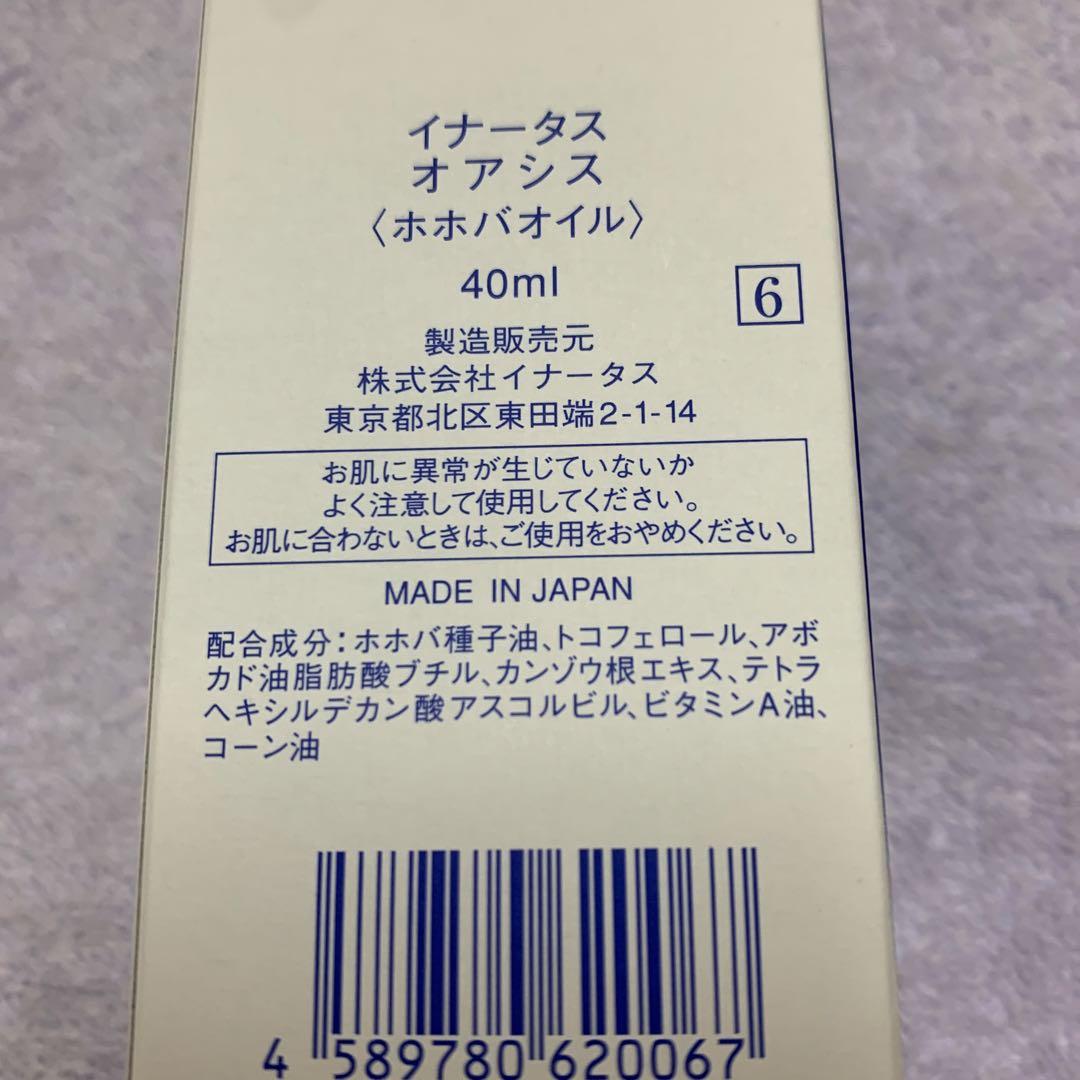 イナータス
オアシス
〈ホホバオイル〉
40ml
6
製造販売元
株式会社イナータス
東京都北区東田端2-1-14
お肌に異常が生じていないか
よく注意して使用してください。
お肌に合わないときは、ご使用をおやめください。
MADE IN JAPAN
配合成分：ホホバ種子油、トコフェロール、アボ
カド油脂肪酸ブチル、カンゾウ根エキス、テトラ
ヘキシルデカン酸アスコルビル、ビタミンA油、
コーン油
4 589780 620067